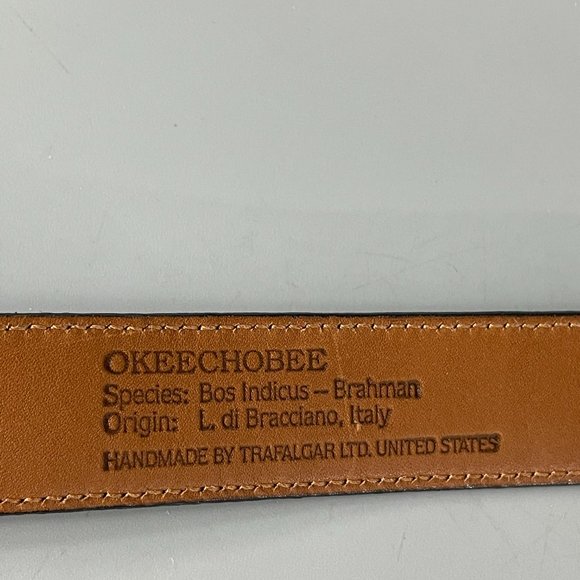 OKEECHOBEE
Species: Bos Indicus – Brahman
Origin: L. di Bracciano, Italy
HANDMADE BY TRAFALGAR LTD. UNITED STATES